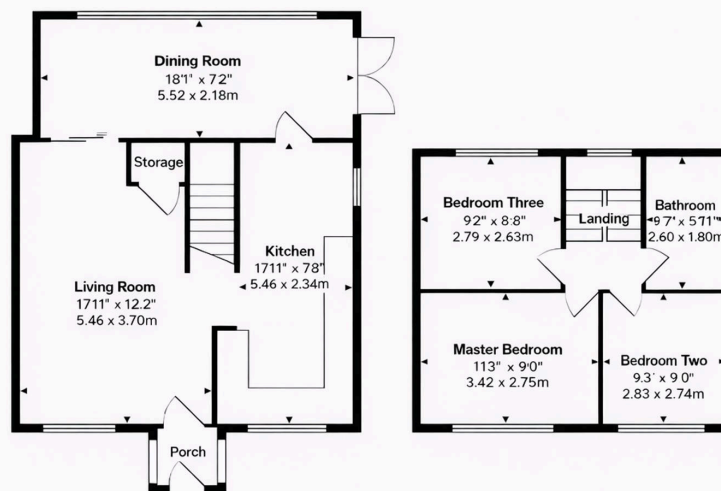 Dining Room
18'1" x 7'2"
5.52 x 2.18m
Storage
Kitchen
17'11" x 7'8"
5.46 x 2.34m
Living Room
17'11" x 12.2"
5.46 x 3.70m
Porch
Bedroom Three
9'2" x 8'8"
2.79 x 2.63m
Landing
Bathroom
9'7" x 5'11"
2.60 x 1.80m
Master Bedroom
11'3" x 9'0"
3.42 x 2.75m
Bedroom Two
9.3' x 9'0"
2.83 x 2.74m